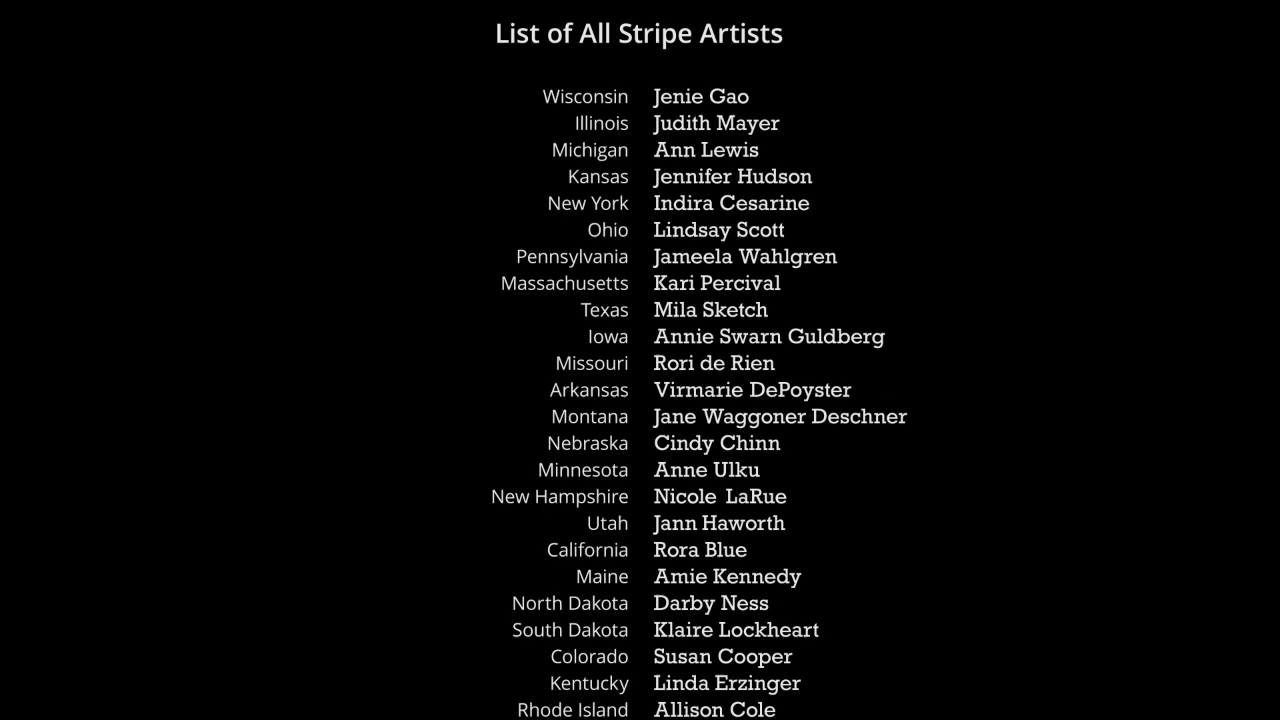 List of All Stripe Artists
Wisconsin Jenie Gao
Illinois Judith Mayer
Michigan Ann Lewis
Kansas Jennifer Hudson
New York Indira Cesarine
Ohio Lindsay Scott
Pennsylvania Jameela Wahlgren
Massachusetts Kari Percival
Texas Mila Sketch
Iowa Annie Swarn Guldberg
Missouri Rori de Rien
Arkansas Virmarie DePoyster
Montana Jane Waggoner Deschner
Nebraska Cindy Chinn
Minnesota Anne Ulku
New Hampshire Nicole LaRue
Utah Jann Haworth
California Rora Blue
Maine Amie Kennedy
North Dakota Darby Ness
South Dakota Klaire Lockheart
Colorado Susan Cooper
Kentucky Linda Erzinger
Rhode Island Allison Cole